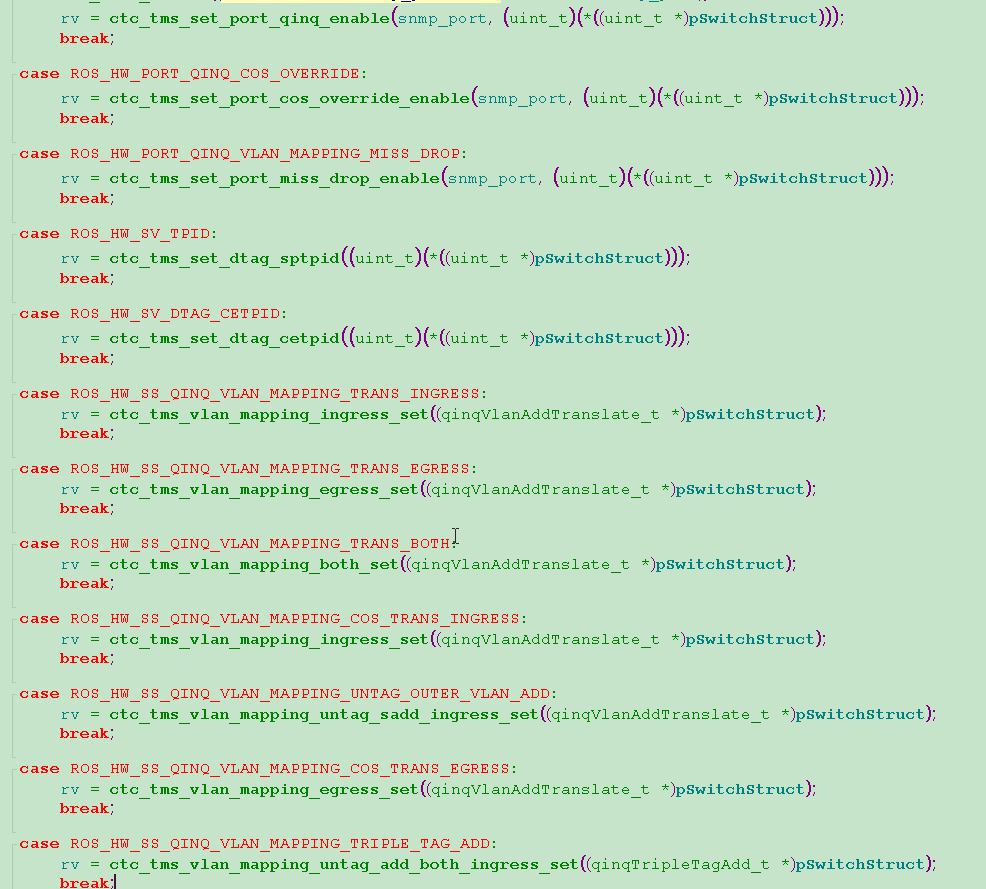 rv = ctc_tms_set_port_qinq_enable(snmp_port, (uint_t)(*((uint_t *)pSwitchStruct)));
break;
case ROS_HW_PORT_QINQ_COS_OVERRIDE:
rv = ctc_tms_set_port_cos_override_enable(snmp_port, (uint_t)(*((uint_t *)pSwitchStruct)));
break;
case ROS_HW_PORT_QINQ_VLAN_MAPPING_MISS_DROP:
rv = ctc_tms_set_port_miss_drop_enable(snmp_port, (uint_t)(*((uint_t *)pSwitchStruct)));
break;
case ROS_HW_SV_TPID:
rv = ctc_tms_set_dtag_sptpid((uint_t)(*((uint_t *)pSwitchStruct)));
break;
case ROS_HW_SV_DTAG_CETPID:
rv = ctc_tms_set_dtag_cetpid((uint_t)(*((uint_t *)pSwitchStruct)));
break;
case ROS_HW_SS_QINQ_VLAN_MAPPING_TRANS_INGRESS:
rv = ctc_tms_vlan_mapping_ingress_set((qinqVlanAddTranslate_t *)pSwitchStruct);
break;
case ROS_HW_SS_QINQ_VLAN_MAPPING_TRANS_EGRESS:
rv = ctc_tms_vlan_mapping_egress_set((qinqVlanAddTranslate_t *)pSwitchStruct);
break;
case ROS_HW_SS_QINQ_VLAN_MAPPING_TRANS_BOTH:
rv = ctc_tms_vlan_mapping_both_set((qinqVlanAddTranslate_t *)pSwitchStruct);
break;
case ROS_HW_SS_QINQ_VLAN_MAPPING_COS_TRANS_INGRESS:
rv = ctc_tms_vlan_mapping_ingress_set((qinqVlanAddTranslate_t *)pSwitchStruct);
break;
case ROS_HW_SS_QINQ_VLAN_MAPPING_UNTAG_OUTER_VLAN_ADD:
rv = ctc_tms_vlan_mapping_untag_sadd_ingress_set((qinqVlanAddTranslate_t *)pSwitchStruct);
break;
case ROS_HW_SS_QINQ_VLAN_MAPPING_COS_TRANS_EGRESS:
rv = ctc_tms_vlan_mapping_egress_set((qinqVlanAddTranslate_t *)pSwitchStruct);
break;
case ROS_HW_SS_QINQ_VLAN_MAPPING_TRIPLE_TAG_ADD:
rv = ctc_tms_vlan_mapping_untag_add_both_ingress_set((qinqTripleTagAdd_t *)pSwitchStruct);
break;